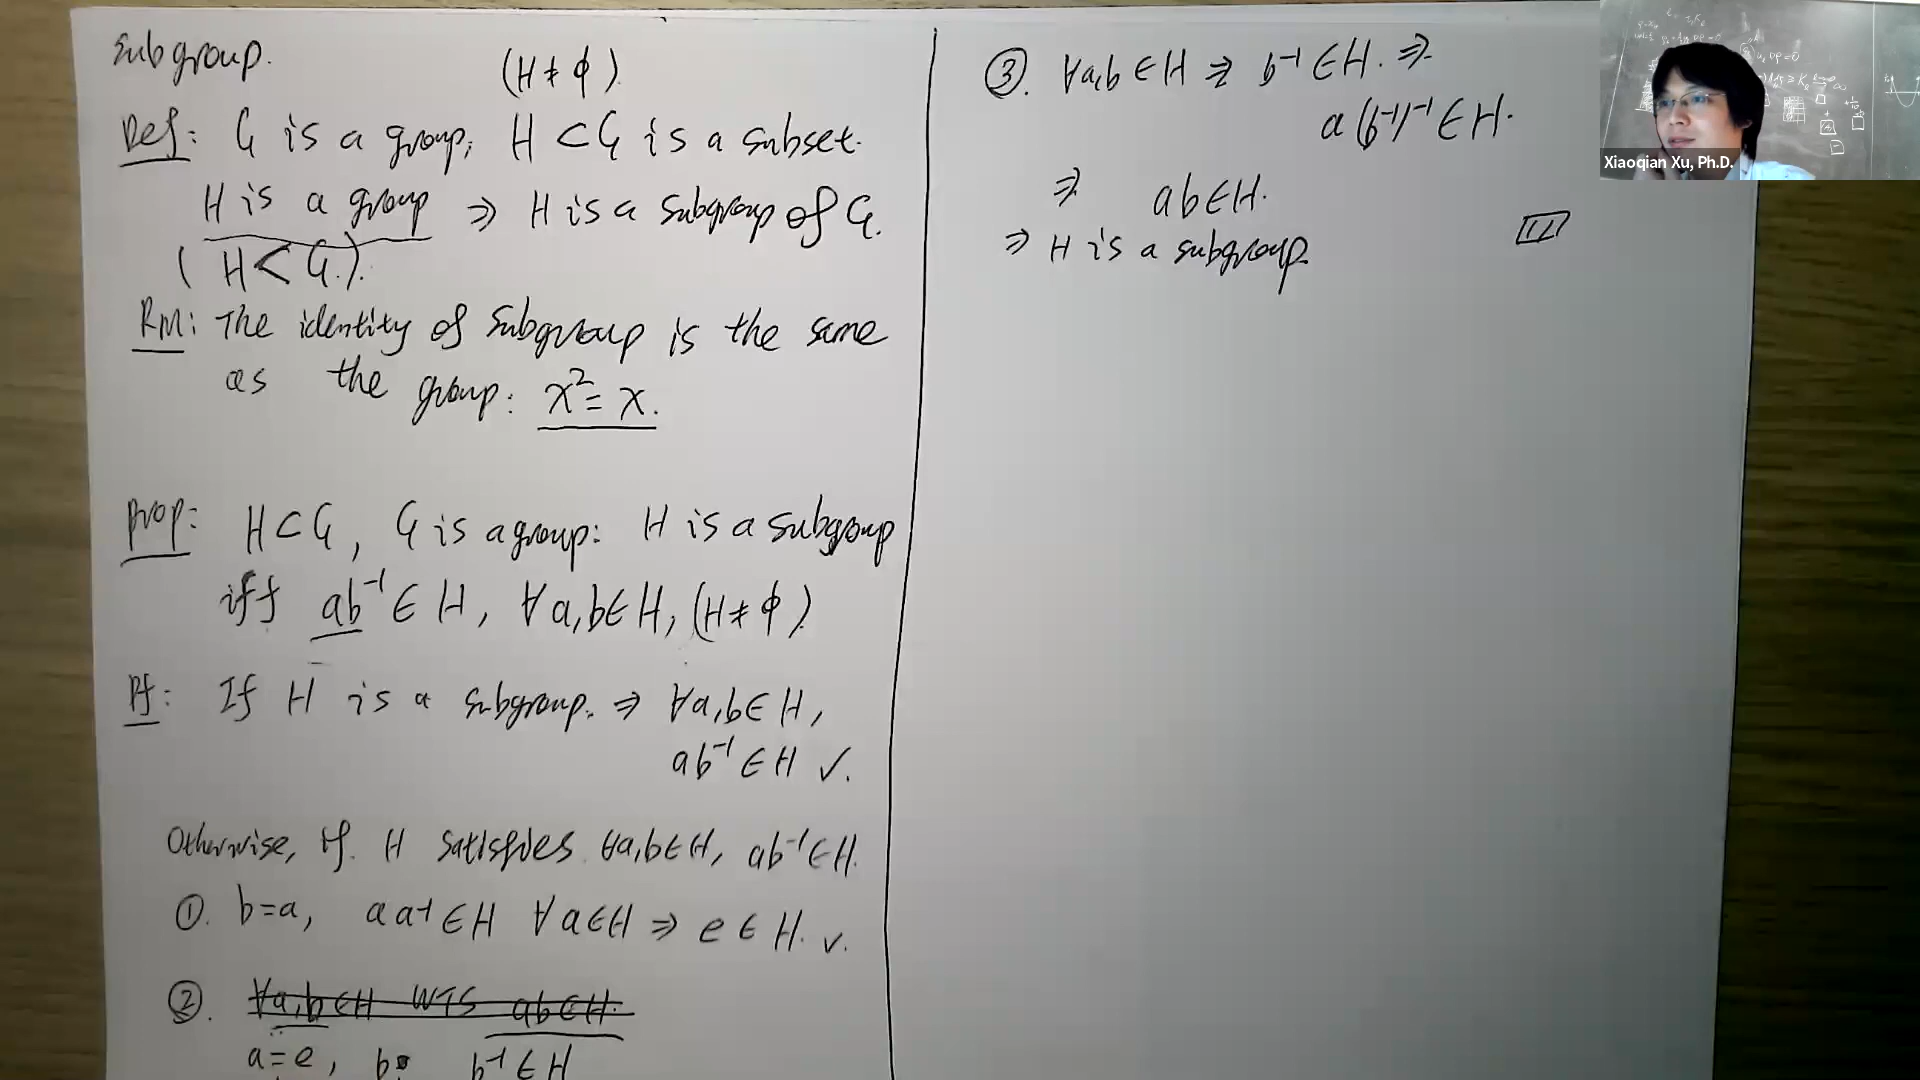 Subgroup.
(H ≠ ϕ).
Def: G is a group, H ⊂ G is a subset.
H is a group ⇒ H is a subgroup of G.
( H < G. ).
RM: The identity of subgroup is the same
as the group: x² = x.
Prop: H ⊂ G, G is a group: H is a subgroup
iff ab⁻¹ ∈ H, ∀a,b ∈ H, (H ≠ ϕ)
Pf: If H is a subgroup. ⇒ ∀a,b ∈ H,
ab⁻¹ ∈ H ✓.
Otherwise, if H satisfies ∀a,b ∈ H, ab⁻¹ ∈ H.
①. b=a, aa⁻¹ ∈ H ∀a ∈ H ⇒ e ∈ H. ✓.
②. ∀a,b ∈ H WTS ab ∈ H.
a=e, b b⁻¹ ∈ H
③. ∀a,b ∈ H ⇒ b⁻¹ ∈ H. ⇒
a(b⁻¹)⁻¹ ∈ H.
⇒ ab ∈ H.
⇒ H is a subgroup.
Xiaoqian Xu, Ph.D.